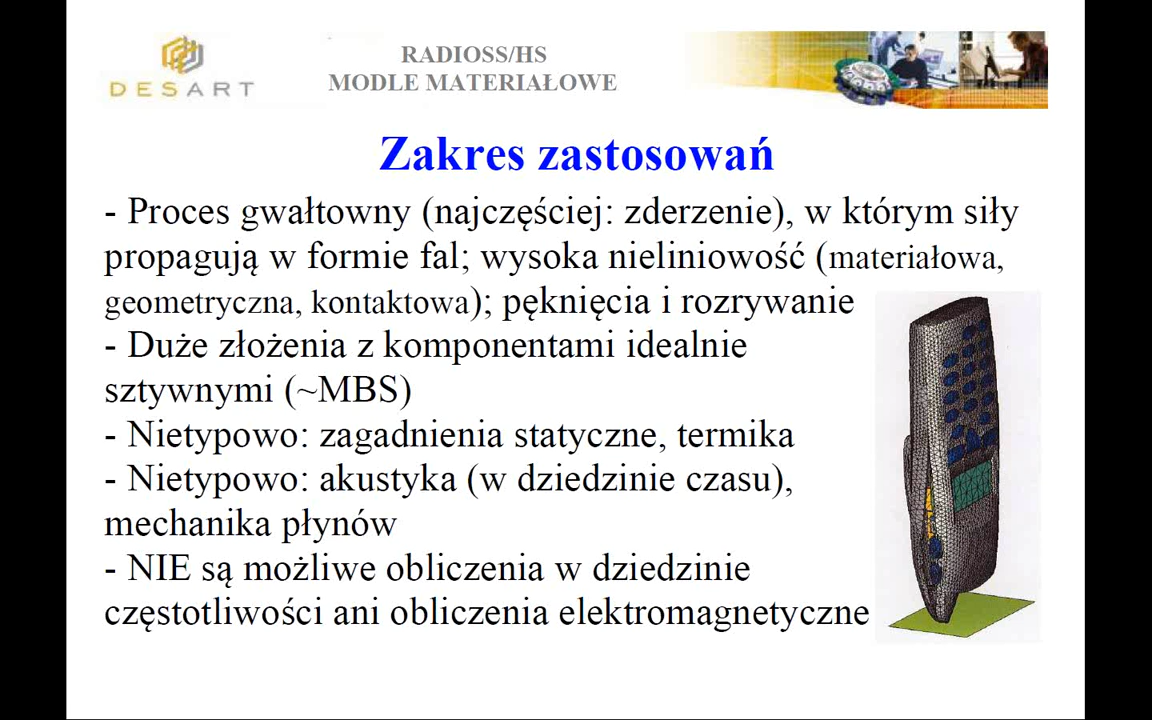 DESART
RADIOSS/HS
MODLE MATERIAŁOWE
Zakres zastosowań
- Proces gwałtowny (najczęściej: zderzenie), w którym siły
propagują w formie fal; wysoka nieliniowość (materiałowa,
geometryczna, kontaktowa); pęknięcia i rozrywanie
- Duże złożenia z komponentami idealnie
sztywnymi (~MBS)
- Nietypowo: zagadnienia statyczne, termika
- Nietypowo: akustyka (w dziedzinie czasu),
mechanika płynów
- NIE są możliwe obliczenia w dziedzinie
częstotliwości ani obliczenia elektromagnetyczne